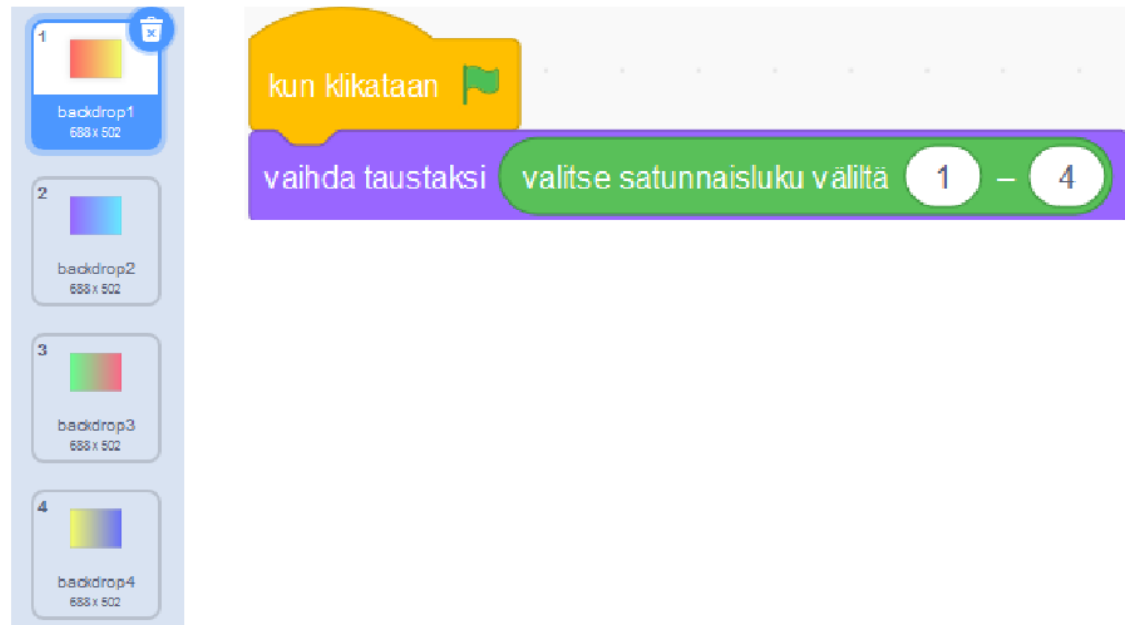 1
backdrop1
688 x 502
2
backdrop2
688 x 502
3
backdrop3
688 x 502
4
backdrop4
688 x 502
kun klikataan
vaihda taustaksi valitse satunnaisluku väliltä 1 – 4